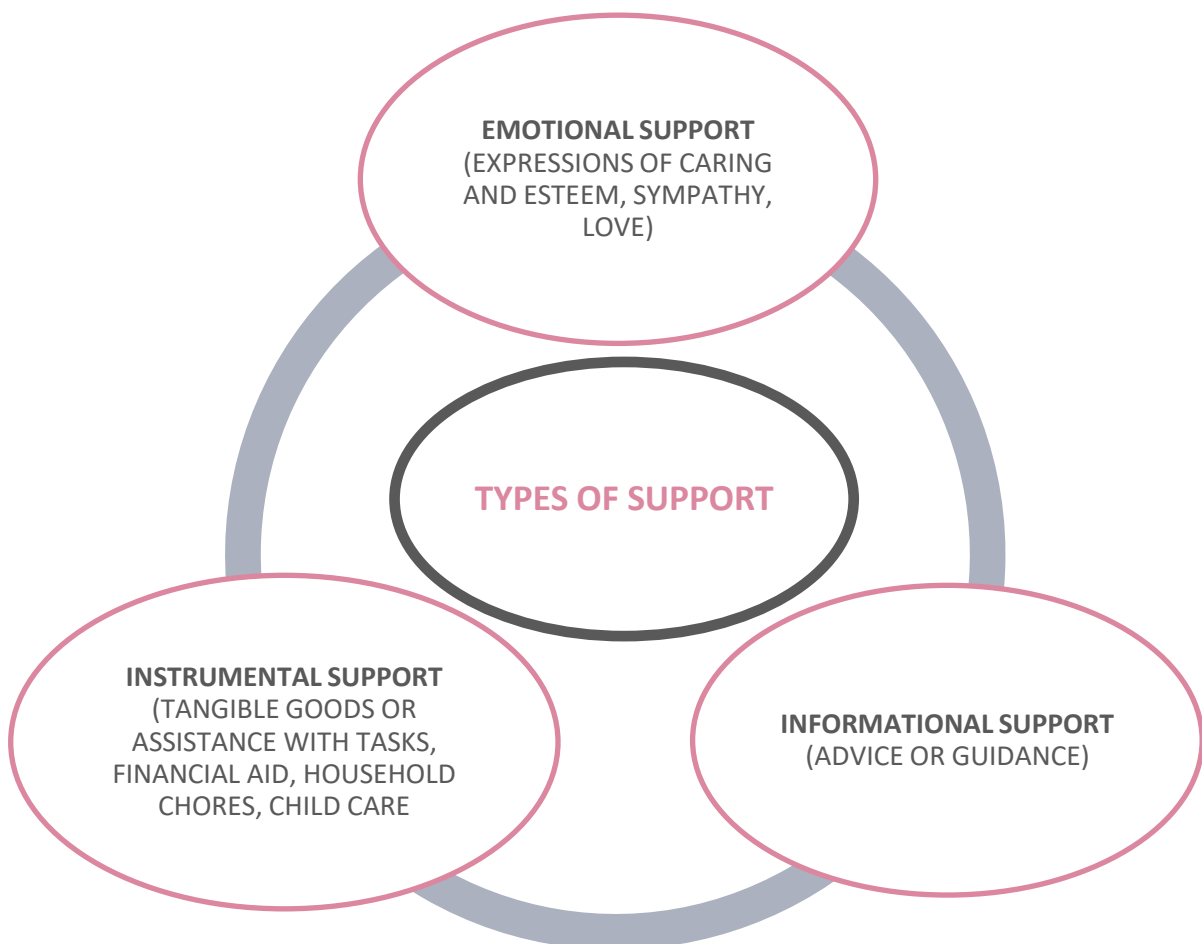 EMOTIONAL SUPPORT
(EXPRESSIONS OF CARING
AND ESTEEM, SYMPATHY,
LOVE)
TYPES OF SUPPORT
INSTRUMENTAL SUPPORT
(TANGIBLE GOODS OR
ASSISTANCE WITH TASKS,
FINANCIAL AID, HOUSEHOLD
CHORES, CHILD CARE
INFORMATIONAL SUPPORT
(ADVICE OR GUIDANCE)